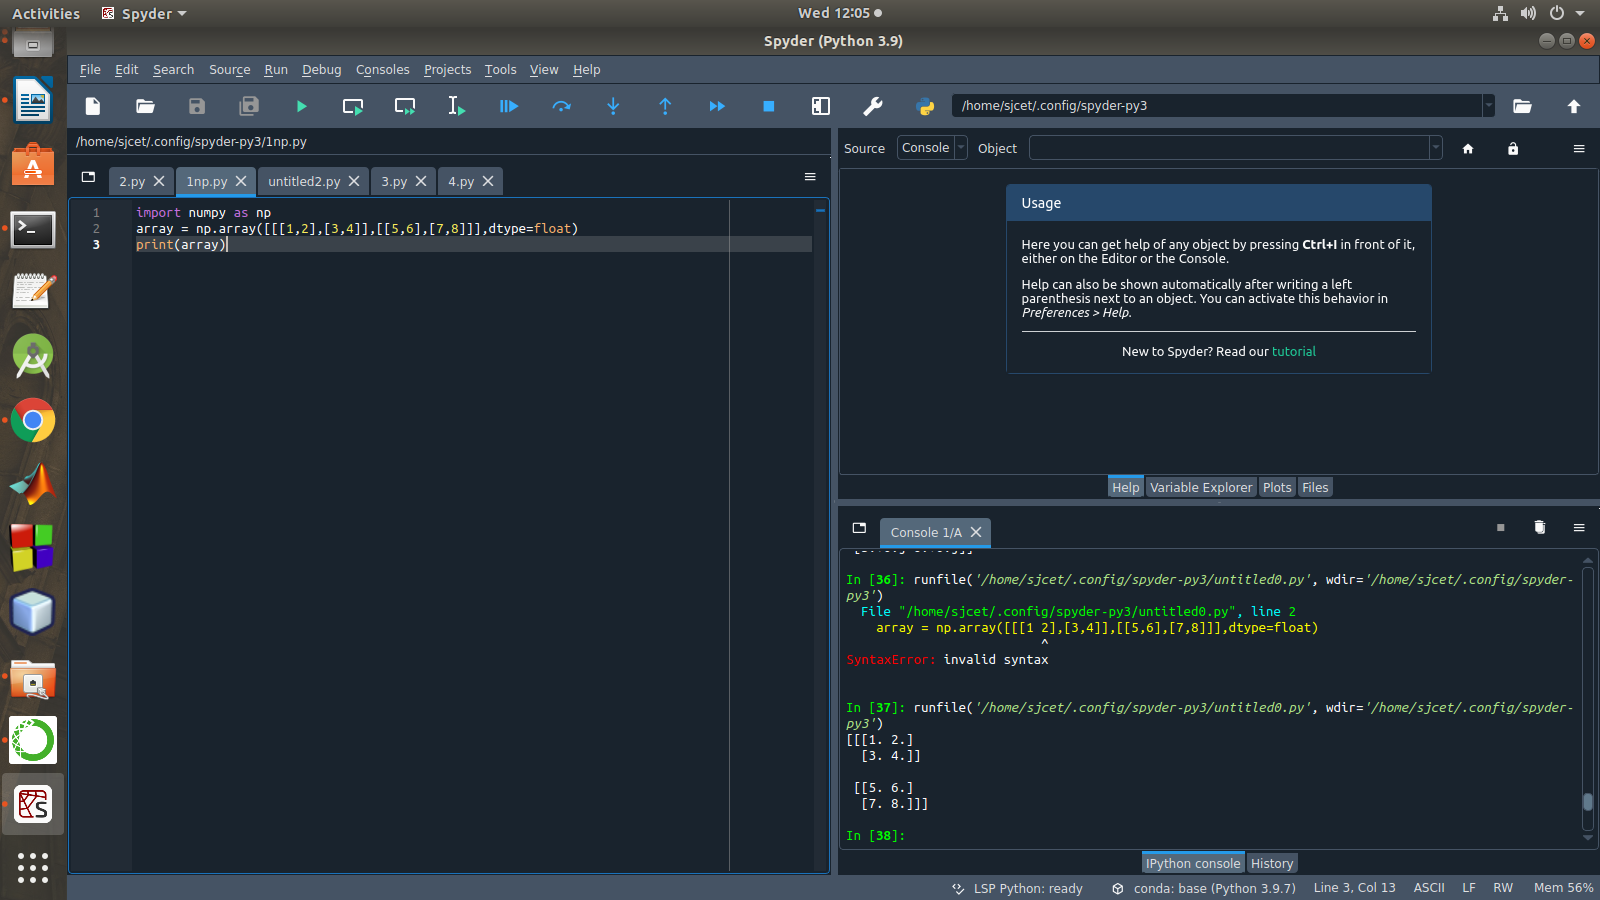 Activities Spyder Wed 12:05
Spyder (Python 3.9)
File Edit Search Source Run Debug Consoles Projects Tools View Help
/home/sjcet/.config/spyder-py3
/home/sjcet/.config/spyder-py3/1np.py
2.py 1np.py untitled2.py 3.py 4.py
1 import numpy as np
2 array = np.array([[[1,2],[3,4]],[[5,6],[7,8]]],dtype=float)
3 print(array)
Source Console Object
Usage
Here you can get help of any object by pressing Ctrl+I in front of it,
either on the Editor or the Console.
Help can also be shown automatically after writing a left
parenthesis next to an object. You can activate this behavior in
Preferences > Help.
New to Spyder? Read our tutorial
Help Variable Explorer Plots Files
Console 1/A
In [36]: runfile('/home/sjcet/.config/spyder-py3/untitled0.py', wdir='/home/sjcet/.config/spyder-
py3')
File "/home/sjcet/.config/spyder-py3/untitled0.py", line 2
array = np.array([[[1 2],[3,4]],[[5,6],[7,8]]],dtype=float)
^
SyntaxError: invalid syntax
In [37]: runfile('/home/sjcet/.config/spyder-py3/untitled0.py', wdir='/home/sjcet/.config/spyder-
py3')
[[[1. 2.]
[3. 4.]]
[[5. 6.]
[7. 8.]]]
In [38]:
IPython console History
LSP Python: ready conda: base (Python 3.9.7) Line 3, Col 13 ASCII LF RW Mem 56%